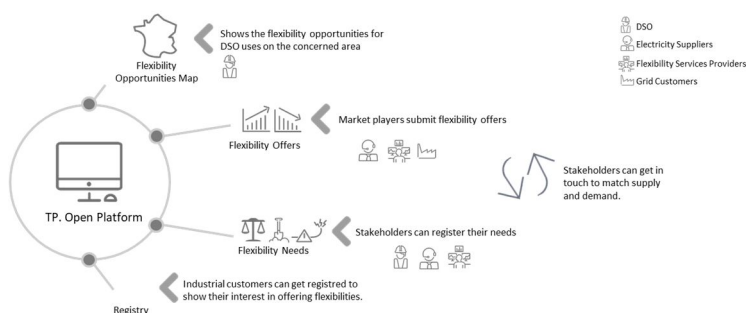 Shows the flexibility opportunities for
DSO uses on the concerned area
Flexibility
Opportunities Map
DSO
Electricity Suppliers
Flexibility Services Providers
Grid Customers
Market players submit flexibility offers
Flexibility Offers
Stakeholders can get in
touch to match supply
and demand.
TP. Open Platform
Stakeholders can register their needs
Flexibility Needs
Industrial customers can get registred to
show their interest in offering flexibilities.
Registry